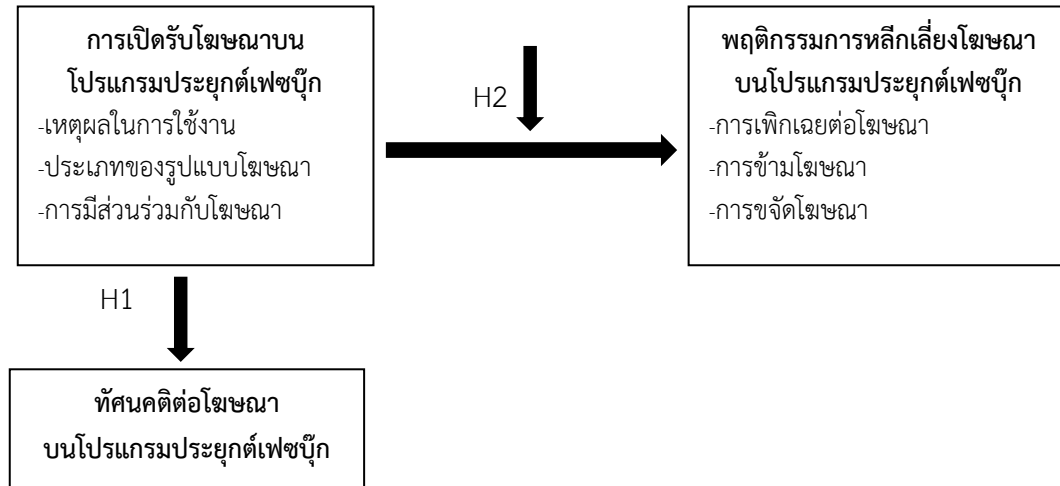 การเปิดรับโฆษณาบน
โปรแกรมประยุกต์เฟซบุ๊ก
-เหตุผลในการใช้งาน
-ประเภทของรูปแบบโฆษณา
-การมีส่วนร่วมกับโฆษณา
H2
พฤติกรรมการหลีกเลี่ยงโฆษณา
บนโปรแกรมประยุกต์เฟซบุ๊ก
-การเพิกเฉยต่อโฆษณา
-การข้ามโฆษณา
-การขจัดโฆษณา
H1
ทัศนคติต่อโฆษณา
บนโปรแกรมประยุกต์เฟซบุ๊ก